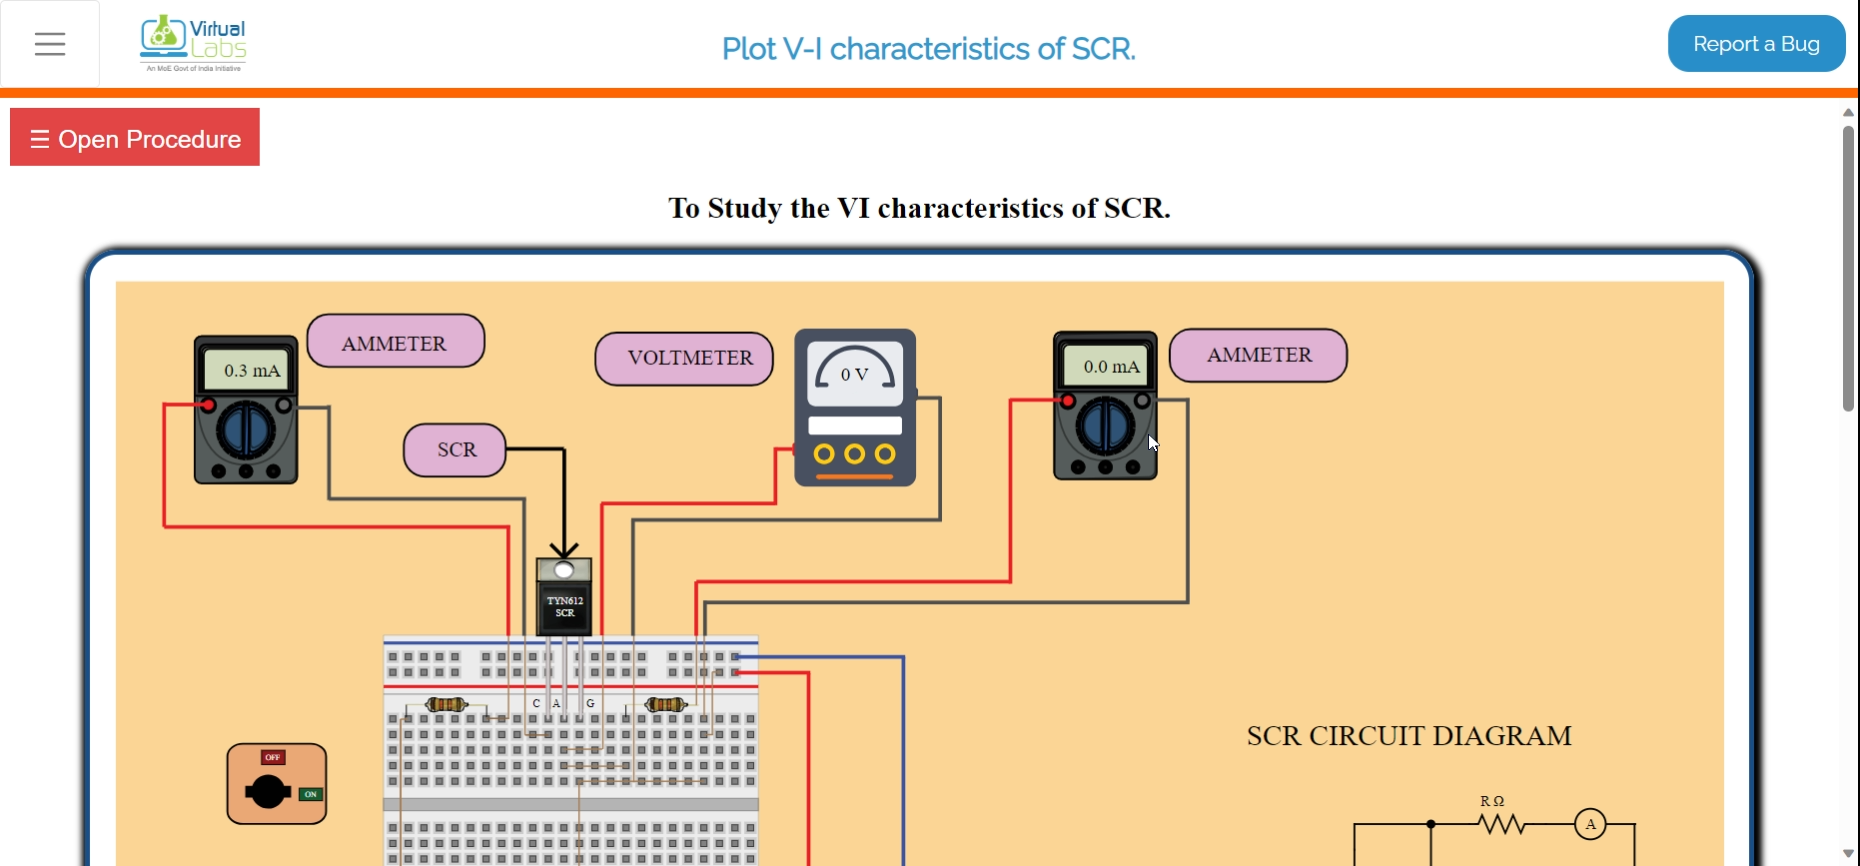 Virtual
Labs
An MoE Govt of India Initiative
Plot V-I characteristics of SCR.
Report a Bug
☰ Open Procedure
To Study the VI characteristics of SCR.
AMMETER
0.3 mA
VOLTMETER
0 V
AMMETER
0.0 mA
SCR
TYN612
SCR
C A G
OFF
ON
SCR CIRCUIT DIAGRAM
R Ω
A